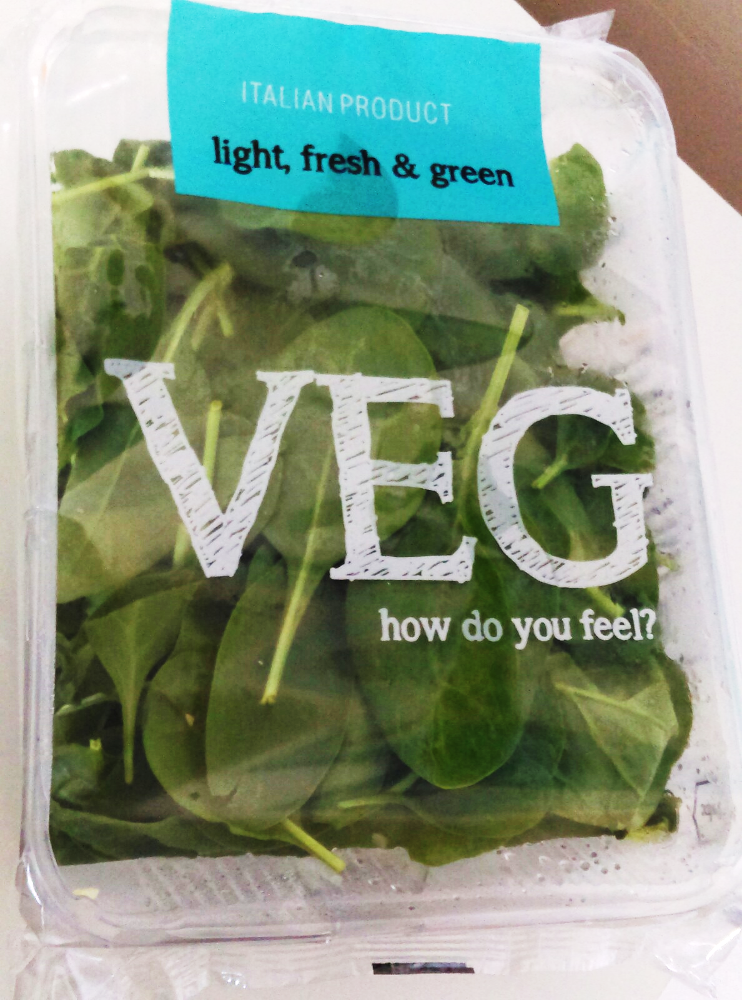 ITALIAN PRODUCT
light, fresh & green
VEG
how do you feel?